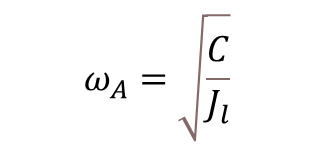 ω_A = √(C/J_l)